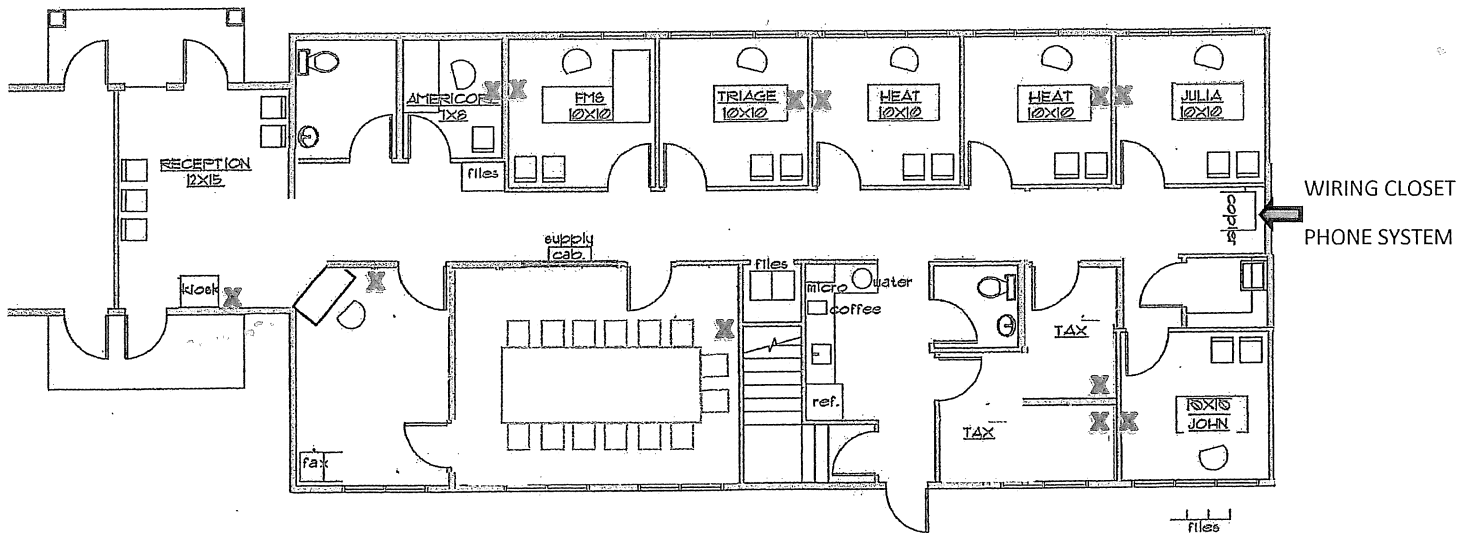 AMERICORP
7X8
FMS
10X10
TRIAGE
10X10
HEAT
10X10
HEAT
10X10
JULIA
10X10
RECEPTION
12X15
files
WIRING CLOSET
PHONE SYSTEM
copier
supply
cab.
files
kiosk
micro
water
coffee
TAX
ref.
TAX
10X10
JOHN
fax
files